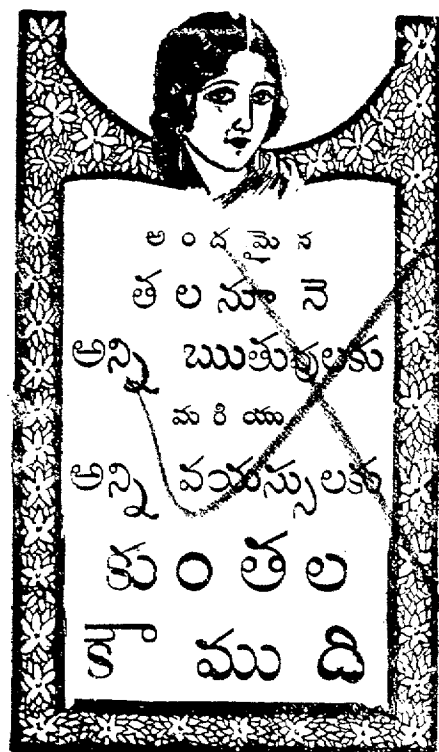 అందమైన
తలనూనె
అన్ని ఋతువులకు
మరియు
అన్ని వయస్సులకు
కుంతల
కౌముది